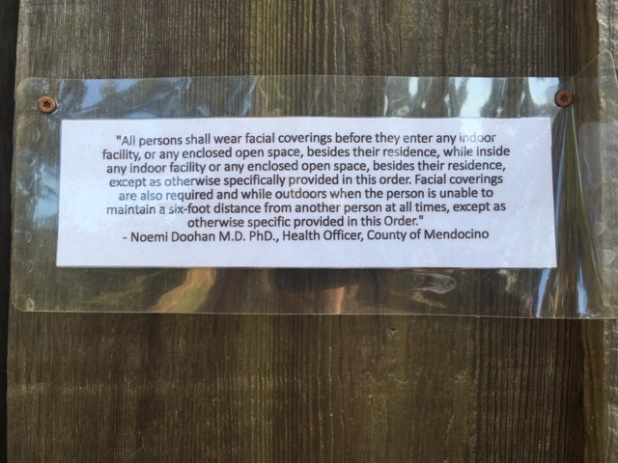 "All persons shall wear facial coverings before they enter any indoor
facility, or any enclosed open space, besides their residence, while inside
any indoor facility or any enclosed open space, besides their residence,
except as otherwise specifically provided in this order. Facial coverings
are also required and while outdoors when the person is unable to
maintain a six-foot distance from another person at all times, except as
otherwise specific provided in this Order."
- Noemi Doohan M.D. PhD., Health Officer, County of Mendocino